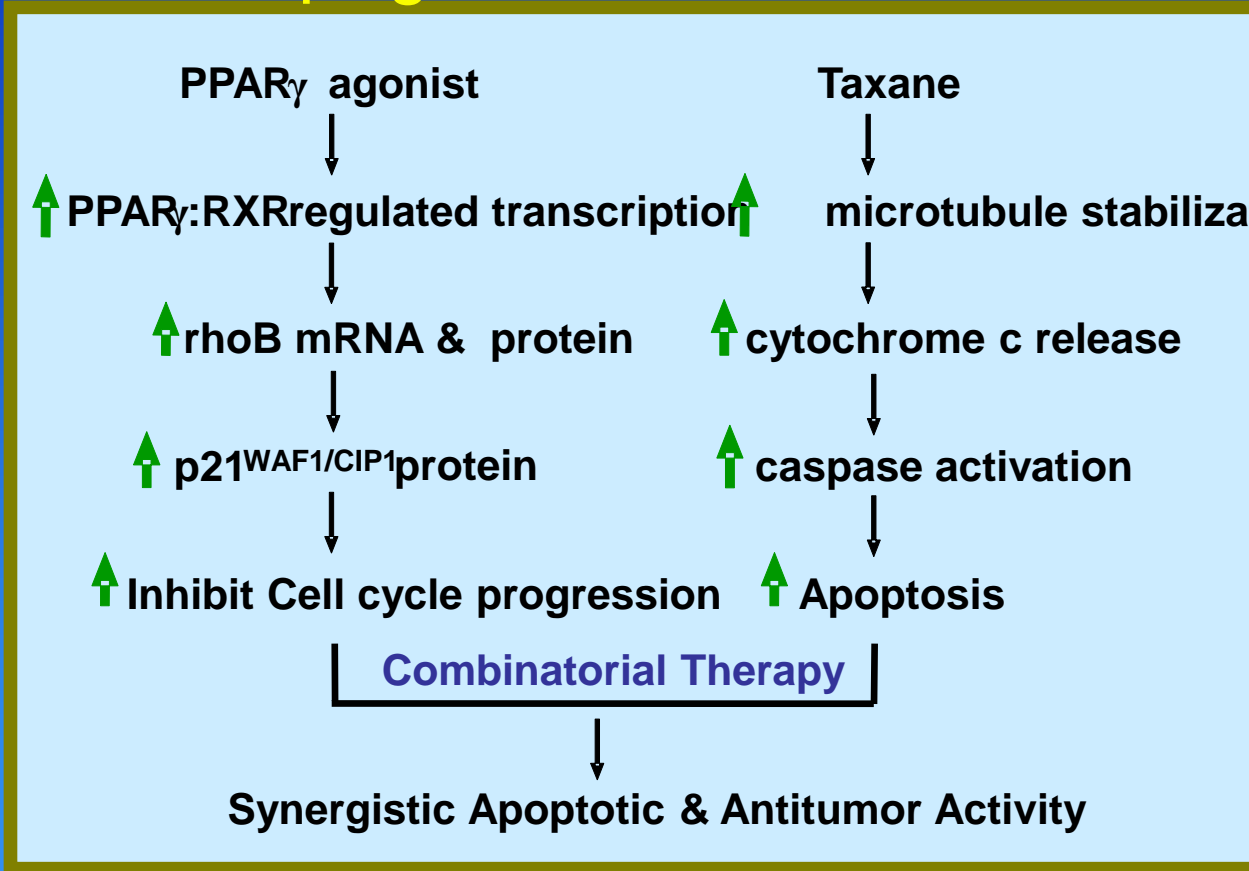 PPARγ agonist
Taxane
PPARγ:RXRregulated transcription
microtubule stabiliza
rhoB mRNA & protein
cytochrome c release
p21WAF1/CIP1protein
caspase activation
Inhibit Cell cycle progression
Apoptosis
Combinatorial Therapy
Synergistic Apoptotic & Antitumor Activity